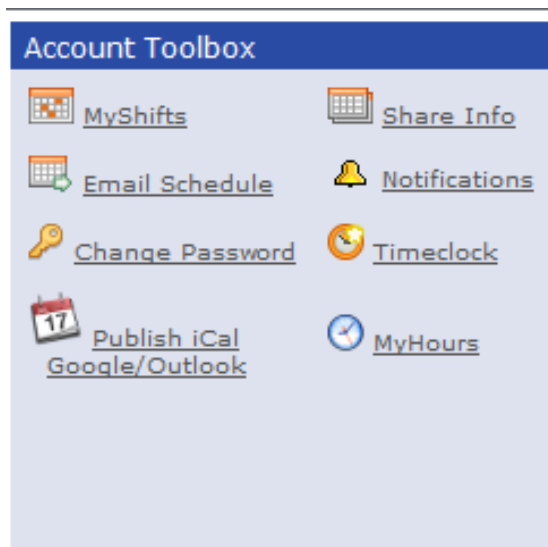 Account Toolbox
MyShifts
Share Info
Email Schedule
Notifications
Change Password
Timeclock
17
Publish iCal
Google/Outlook
MyHours